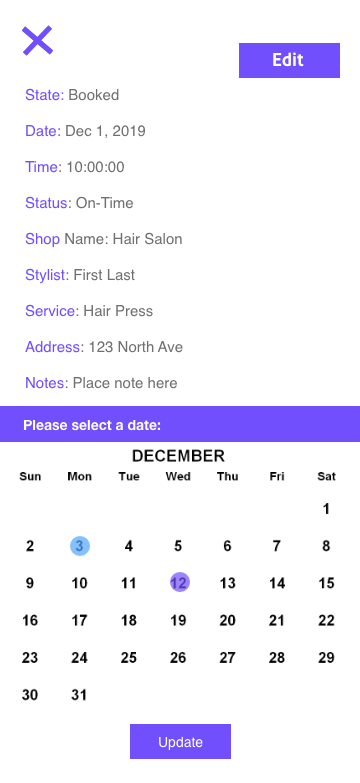 Edit
State: Booked
Date: Dec 1, 2019
Time: 10:00:00
Status: On-Time
Shop Name: Hair Salon
Stylist: First Last
Service: Hair Press
Address: 123 North Ave
Notes: Place note here
Please select a date:
DECEMBER
Sun Mon Tue Wed Thu Fri Sat
1
2 3 4 5 6 7 8
9 10 11 12 13 14 15
16 17 18 19 20 21 22
23 24 25 26 27 28 29
30 31
Update